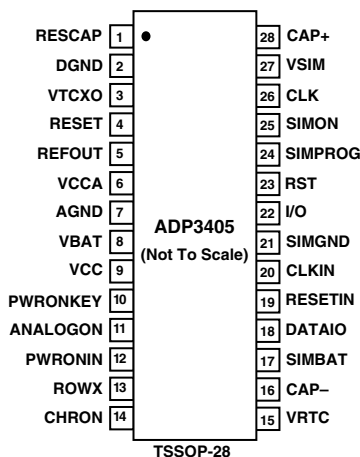 RESCAP 1 28 CAP+
DGND 2 27 VSIM
VTCXO 3 26 CLK
RESET 4 25 SIMON
REFOUT 5 24 SIMPROG
VCCA 6 23 RST
AGND 7 22 I/O
VBAT 8 21 SIMGND
VCC 9 20 CLKIN
PWRONKEY 10 19 RESETIN
ANALOGON 11 18 DATAIO
PWRONIN 12 17 SIMBAT
ROWX 13 16 CAP–
CHRON 14 15 VRTC
ADP3405
(Not To Scale)
TSSOP-28